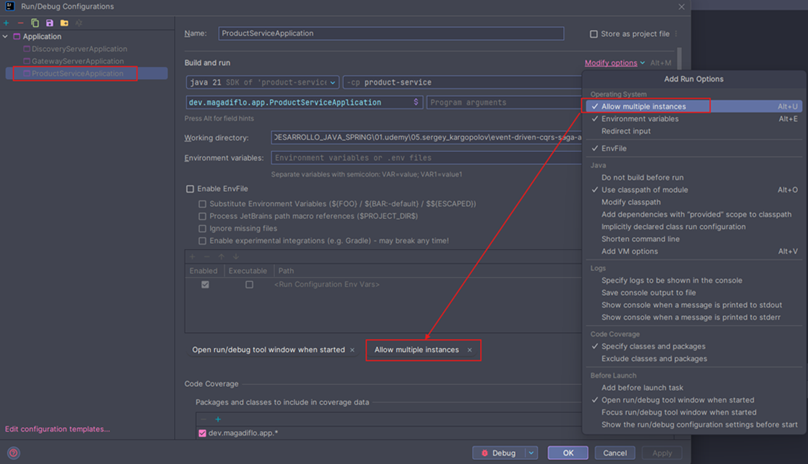 Run/Debug Configurations
Application
DiscoveryServerApplication
GatewayServerApplication
ProductServiceApplication
Edit configuration templates...
Name:
ProductServiceApplication
Store as project file
Build and run
Modify options
Alt+M
java 21 SDK of 'product-service
-cp product-service
dev.magadiflo.app.ProductServiceApplication
Program arguments
Press Alt for field hints
Working directory:
DESARROLLO_JAVA_SPRING\01.udemy\05.sergey_kargopolov\event-driven-cqrs-saga-a
Environment variables:
Environment variables or .env files
Separate variables with semicolon: VAR=value; VAR1=value1
Enable EnvFile
Substitute Environment Variables (${FOO} / ${BAR:-default} / $${ESCAPED})
Process JetBrains path macro references ($PROJECT_DIR$)
Ignore missing files
Enable experimental integrations (e.g. Gradle) - may break any time!
Enabled
Executable
Path
<Run Configuration Env Vars>
Open run/debug tool window when started
Allow multiple instances
Code Coverage
Packages and classes to include in coverage data
dev.magadiflo.app.*
Debug
OK
Cancel
Apply
Add Run Options
Operating System
Allow multiple instances Alt+U
Environment variables Alt+E
Redirect input
EnvFile
Java
Do not build before run
Use classpath of module Alt+O
Modify classpath
Add dependencies with "provided" scope to classpath
Implicitly declared class run configuration
Shorten command line
Add VM options Alt+V
Logs
Specify logs to be shown in the console
Save console output to file
Show console when a message is printed to stdout
Show console when a message is printed to stderr
Code Coverage
Specify classes and packages
Exclude classes and packages
Before Launch
Add before launch task
Open run/debug tool window when started
Focus run/debug tool window when started
Show the run/debug configuration settings before start